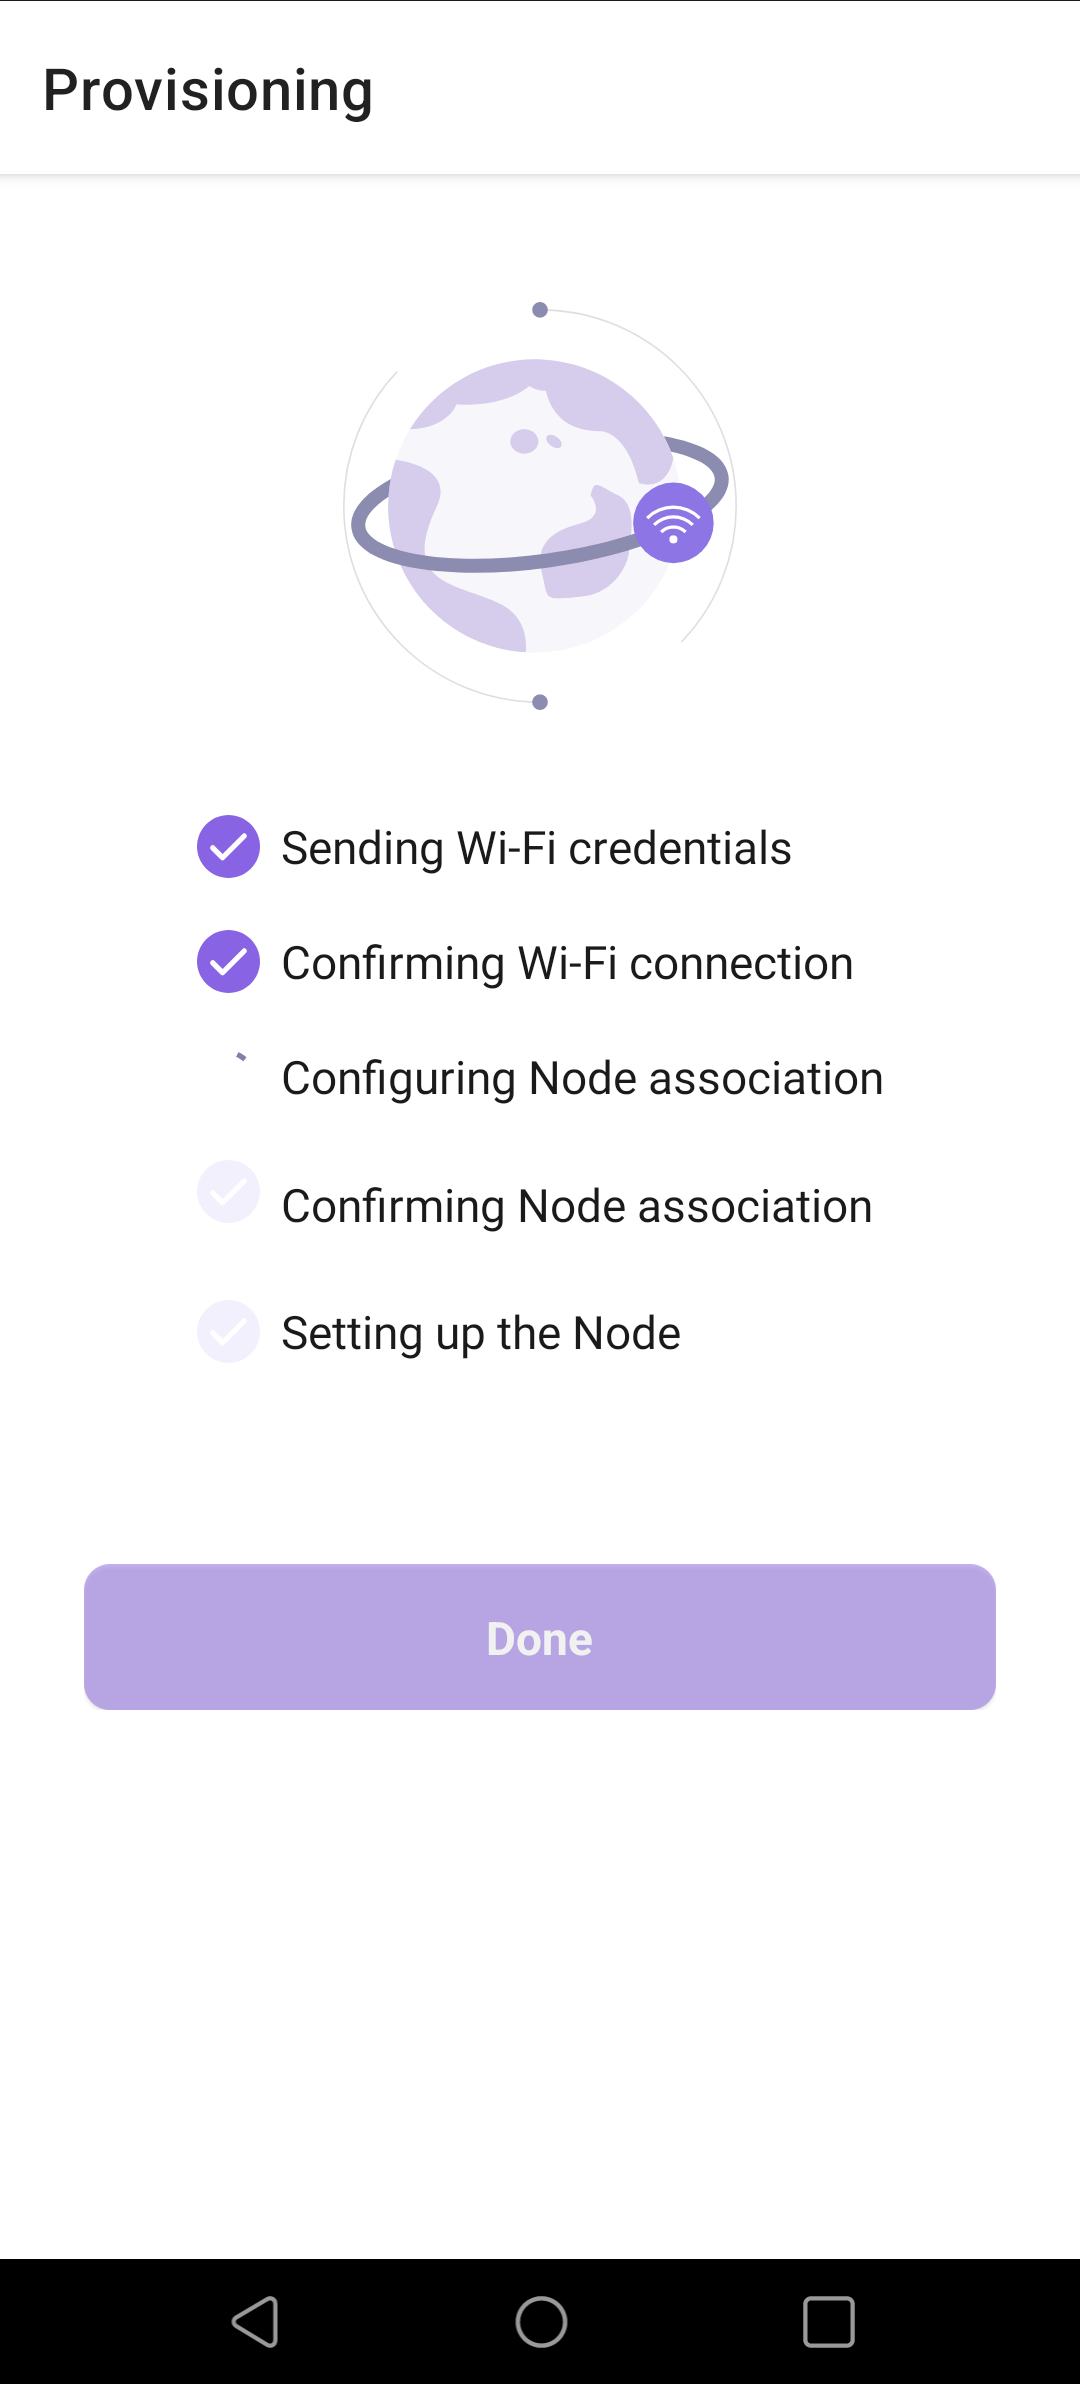 Provisioning
Sending Wi-Fi credentials
Confirming Wi-Fi connection
Configuring Node association
Confirming Node association
Setting up the Node
Done